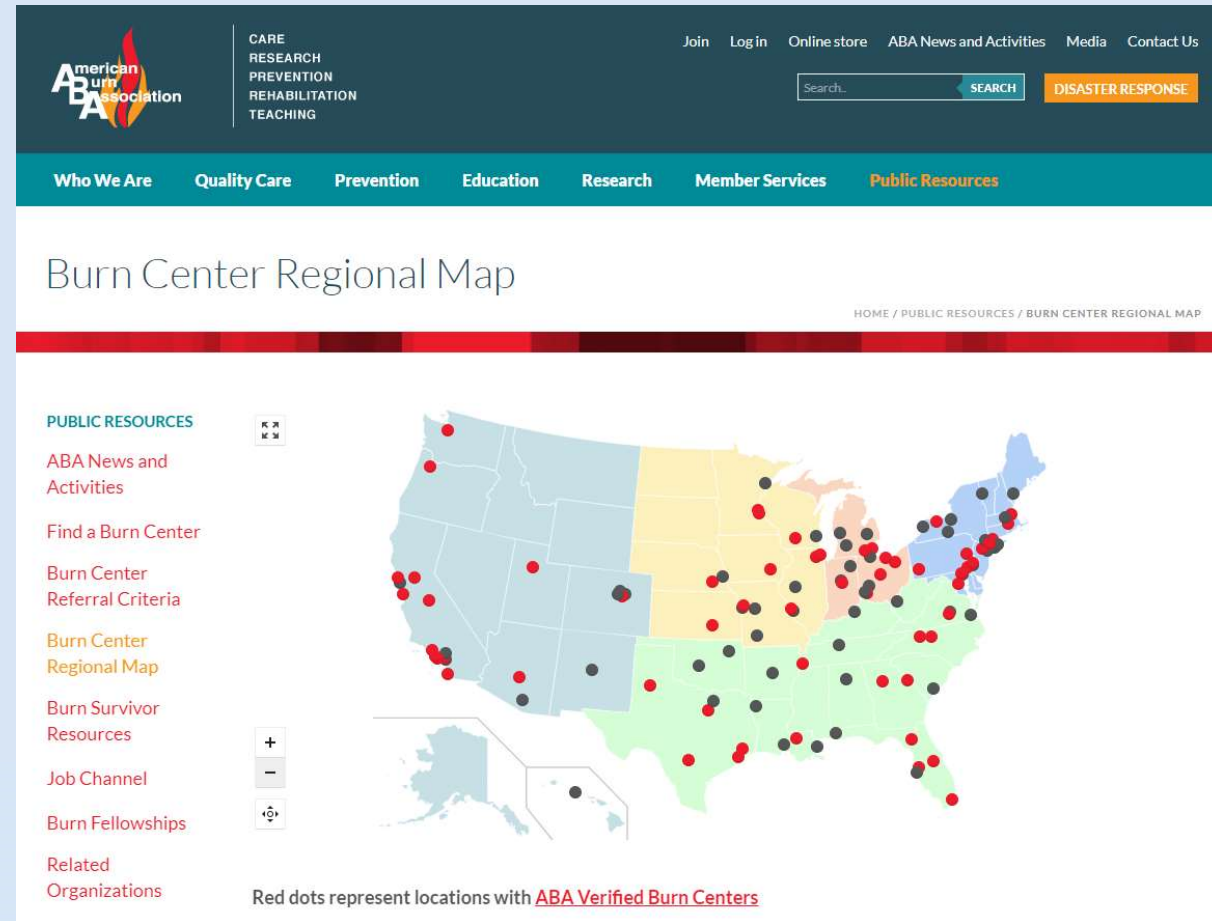 American
Burn
Association
CARE
RESEARCH
PREVENTION
REHABILITATION
TEACHING
Join Log in Online store ABA News and Activities Media Contact Us
Search.. SEARCH DISASTER RESPONSE
Who We Are Quality Care Prevention Education Research Member Services Public Resources
Burn Center Regional Map
HOME / PUBLIC RESOURCES / BURN CENTER REGIONAL MAP
PUBLIC RESOURCES
ABA News and
Activities
Find a Burn Center
Burn Center
Referral Criteria
Burn Center
Regional Map
Burn Survivor
Resources
Job Channel
Burn Fellowships
Related
Organizations
+
−
Red dots represent locations with ABA Verified Burn Centers